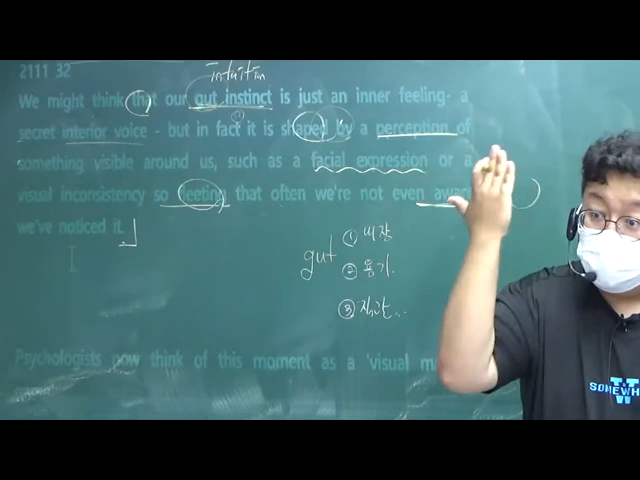 2111 32
intuition
We might think that our gut instinct is just an inner feeling- a
secret interior voice - but in fact it is shaped by a perception of
something visible around us, such as a facial expression or a
visual inconsistency so fleeting that often we're not even
we've noticed it.
gut ① 내장
② 용기
③ 직감...
Psychologists now think of this moment as a 'visual
SOMEWH